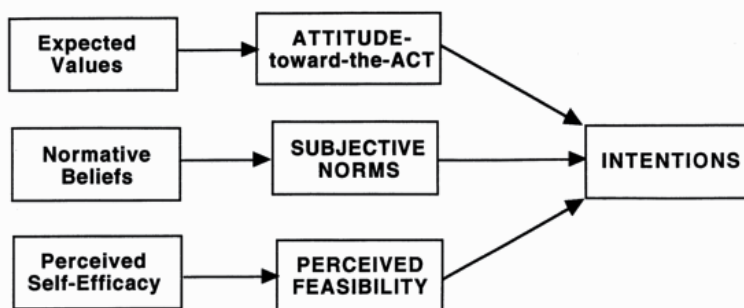 Expected
Values
ATTITUDE-
toward-the-ACT
Normative
Beliefs
SUBJECTIVE
NORMS
INTENTIONS
Perceived
Self-Efficacy
PERCEIVED
FEASIBILITY